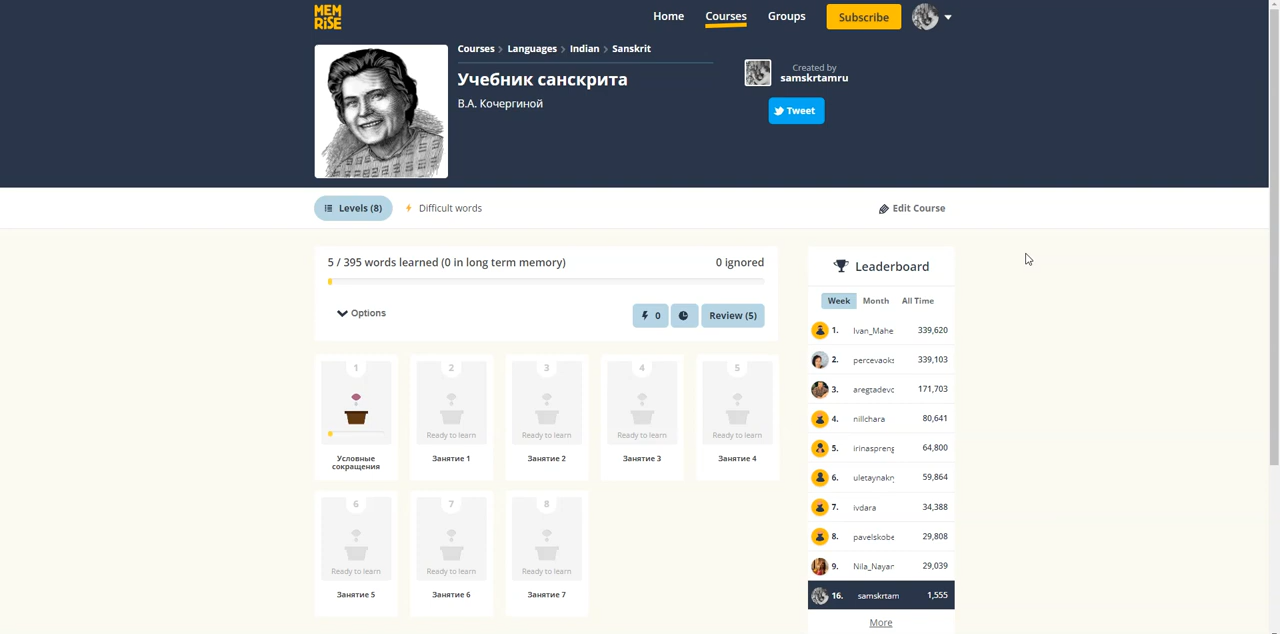 MEM
RiSE
Home
Courses
Groups
Subscribe
Courses > Languages > Indian > Sanskrit
Учебник санскрита
В.А. Кочергиной
Created by
samskrtamru
Tweet
Levels (8)
Difficult words
Edit Course
5 / 395 words learned (0 in long term memory)
0 ignored
Options
0
Review (5)
1
Условные
сокращения
2
Ready to learn
Занятие 1
3
Ready to learn
Занятие 2
4
Ready to learn
Занятие 3
5
Ready to learn
Занятие 4
6
Ready to learn
Занятие 5
7
Ready to learn
Занятие 6
8
Ready to learn
Занятие 7
Leaderboard
Week
Month
All Time
1. Ivan_Mahe 339,620
2. percevaoks 339,103
3. aregtadevc 171,703
4. nillchara 80,641
5. irinaspreng 64,800
6. uletaynakry 59,864
7. ivdara 34,388
8. pavelskobe 29,808
9. Nila_Nayar 29,039
16. samskrtam 1,555
More